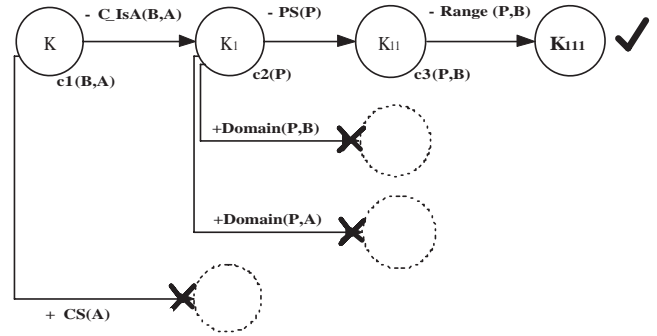 - C_IsA(B,A)
- PS(P)
- Range (P,B)
K
K1
K11
K111
c1(B,A)
c2(P)
c3(P,B)
+Domain(P,B)
+Domain(P,A)
+ CS(A)